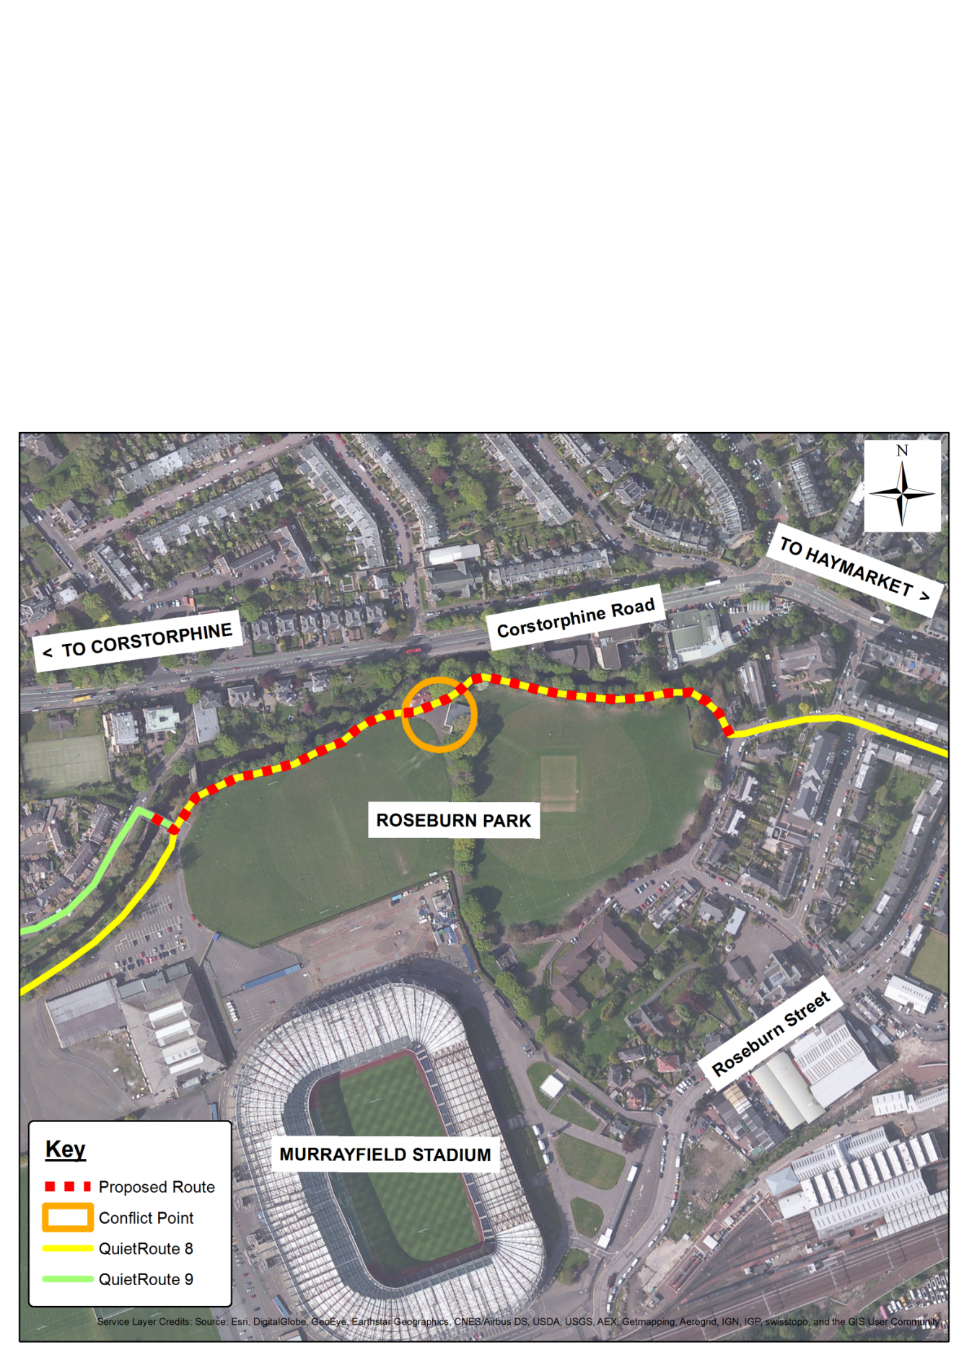 N
TO HAYMARKET >
Corstorphine Road
< TO CORSTORPHINE
ROSEBURN PARK
Roseburn Street
MURRAYFIELD STADIUM
Key
Proposed Route
Conflict Point
QuietRoute 8
QuietRoute 9
Service Layer Credits: Source: Esri, DigitalGlobe, GeoEye, Earthstar Geographics, CNES/Airbus DS, USDA, USGS, AEX, Getmapping, Aerogrid, IGN, IGP, swisstopo, and the GIS User Community